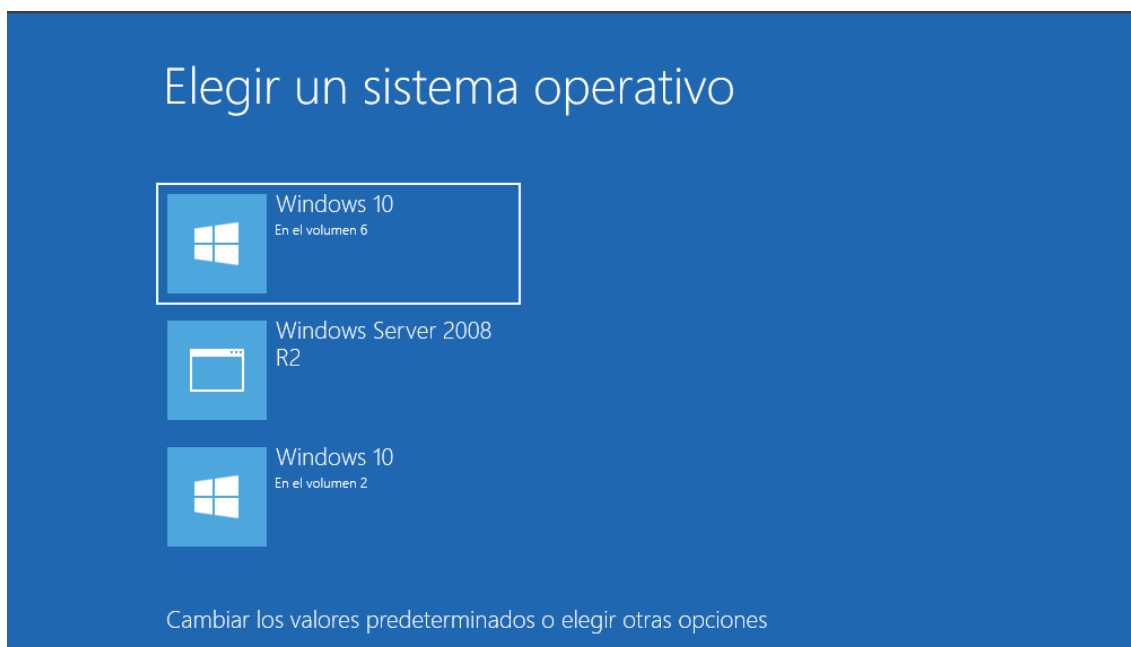 Elegir un sistema operativo
Windows 10
En el volumen 6
Windows Server 2008
R2
Windows 10
En el volumen 2
Cambiar los valores predeterminados o elegir otras opciones